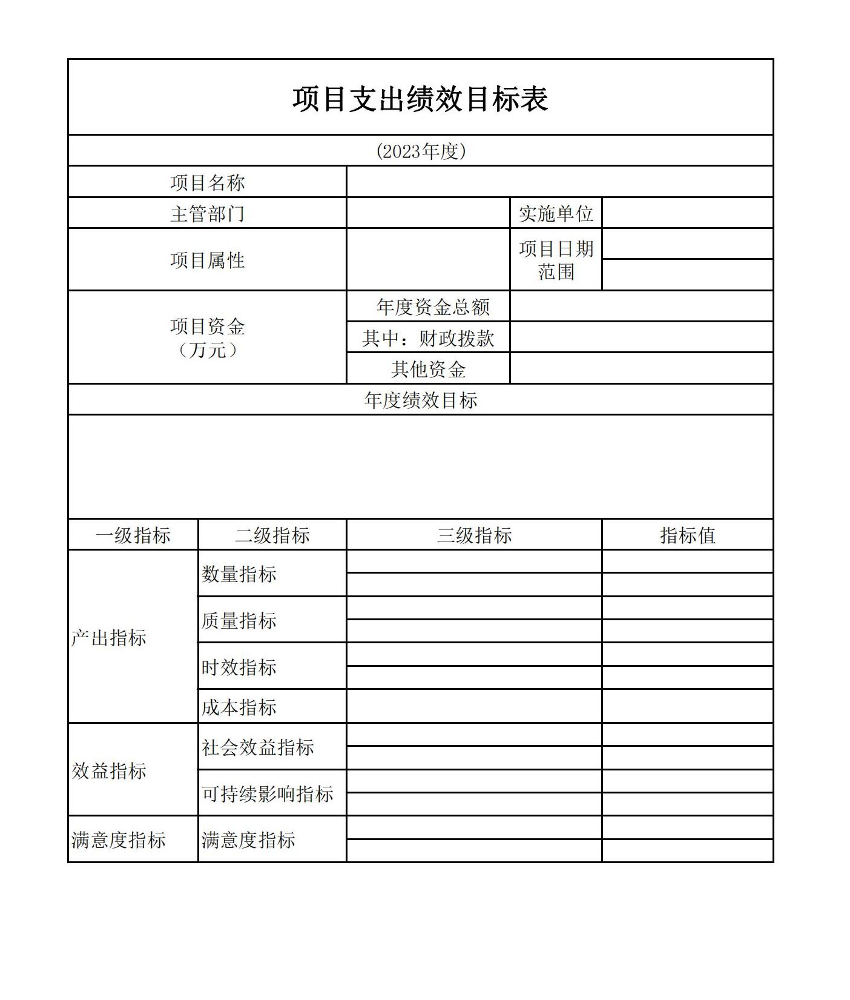 项目支出绩效目标表
(2023年度)
项目名称
主管部门
实施单位
项目属性
项目日期
范围
项目资金
（万元）
年度资金总额
其中：财政拨款
其他资金
年度绩效目标
一级指标 二级指标 三级指标 指标值
产出指标
数量指标
质量指标
时效指标
成本指标
效益指标
社会效益指标
可持续影响指标
满意度指标 满意度指标